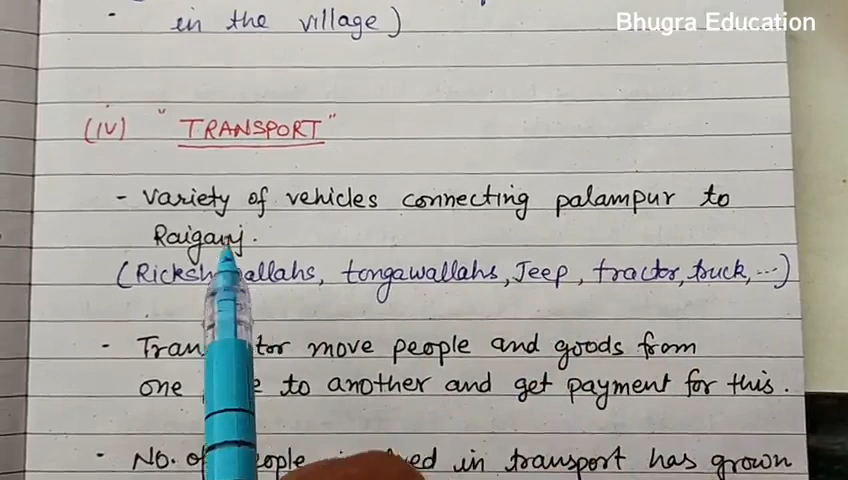 Bhugra Education
in the village)
(iv) "TRANSPORT"
- Variety of vehicles connecting palampur to
Raiganj.
(Ricksh allahs, tongawallahs, Jeep, tractor, truck, ...)
- Tran tor move people and goods from
one to another and get payment for this.
- No. of people in transport has grown